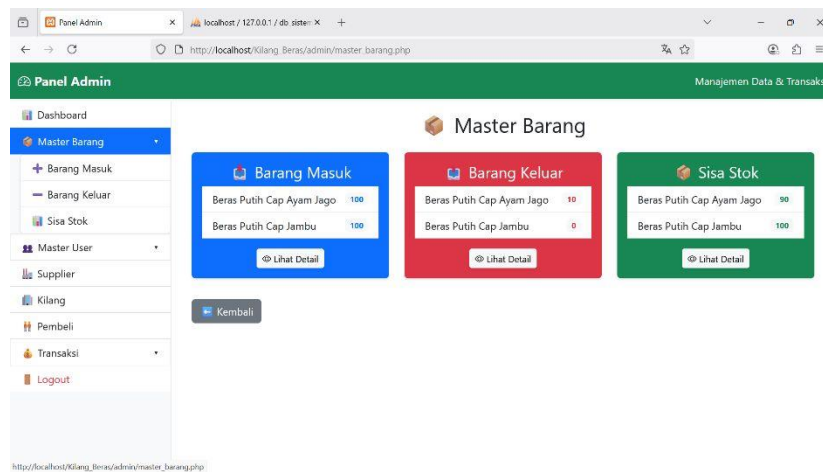 Panel Admin
localhost / 127.0.0.1 / db_sistem
http://localhost/Kilang_Beras/admin/master_barang.php
Panel Admin
Manajemen Data & Transaks
Dashboard
Master Barang
Barang Masuk
Barang Keluar
Sisa Stok
Master User
Supplier
Kilang
Pembeli
Transaksi
Logout
Master Barang
Barang Masuk
Beras Putih Cap Ayam Jago 100
Beras Putih Cap Jambu 100
Lihat Detail
Barang Keluar
Beras Putih Cap Ayam Jago 10
Beras Putih Cap Jambu 0
Lihat Detail
Sisa Stok
Beras Putih Cap Ayam Jago 90
Beras Putih Cap Jambu 100
Lihat Detail
Kembali
http://localhost/Kilang_Beras/admin/master_barang.php